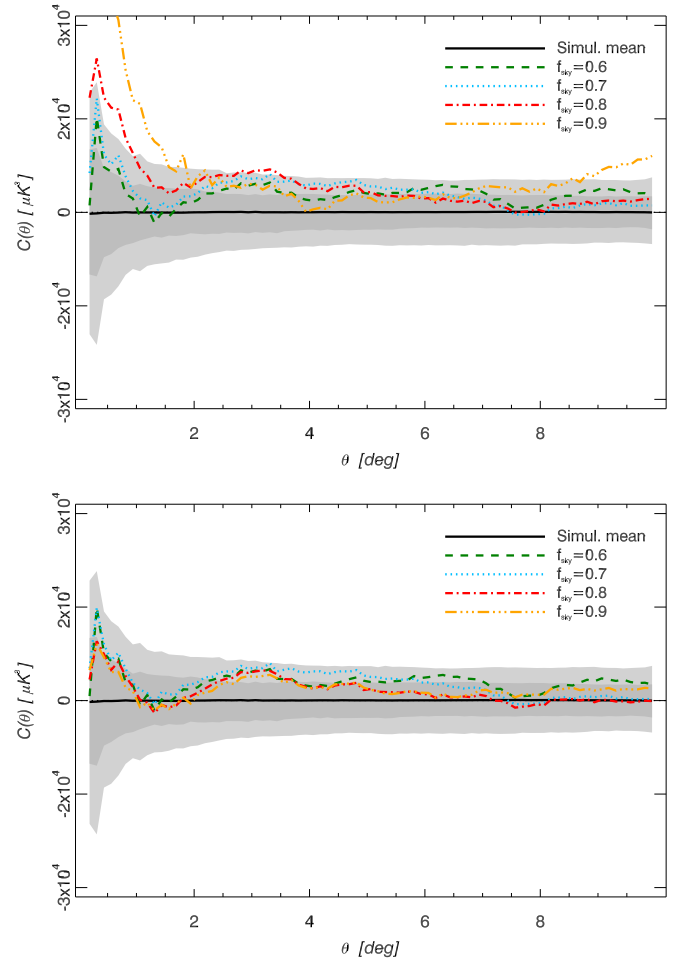 3x10⁴
2x10⁴
0
-2x10⁴
-3x10⁴
C(θ) [ μK³]
Simul. mean
f_sky=0.6
f_sky=0.7
f_sky=0.8
f_sky=0.9
2 4 6 8
θ [deg]
3x10⁴
2x10⁴
0
-2x10⁴
-3x10⁴
C(θ) [ μK³]
Simul. mean
f_sky=0.6
f_sky=0.7
f_sky=0.8
f_sky=0.9
2 4 6 8
θ [deg]